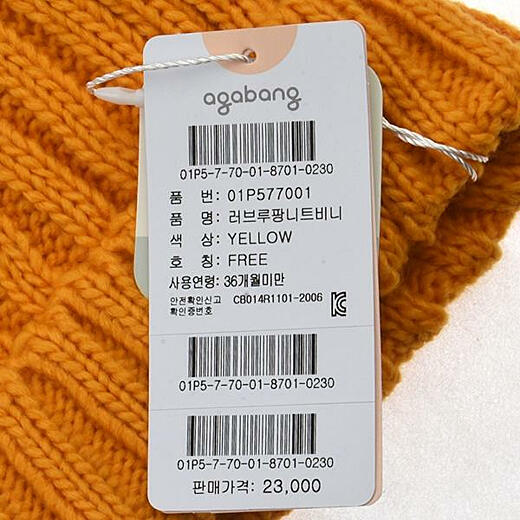 agabang
01P5-7-70-01-8701-0230
품 번: 01P577001
품 명: 러브루팡니트비니
색 상: YELLOW
호 칭: FREE
사용연령: 36개월미만
안전확인신고
확인증번호 CB014R1101-2006
01P5-7-70-01-8701-0230
01P5-7-70-01-8701-0230
판매가격: 23,000